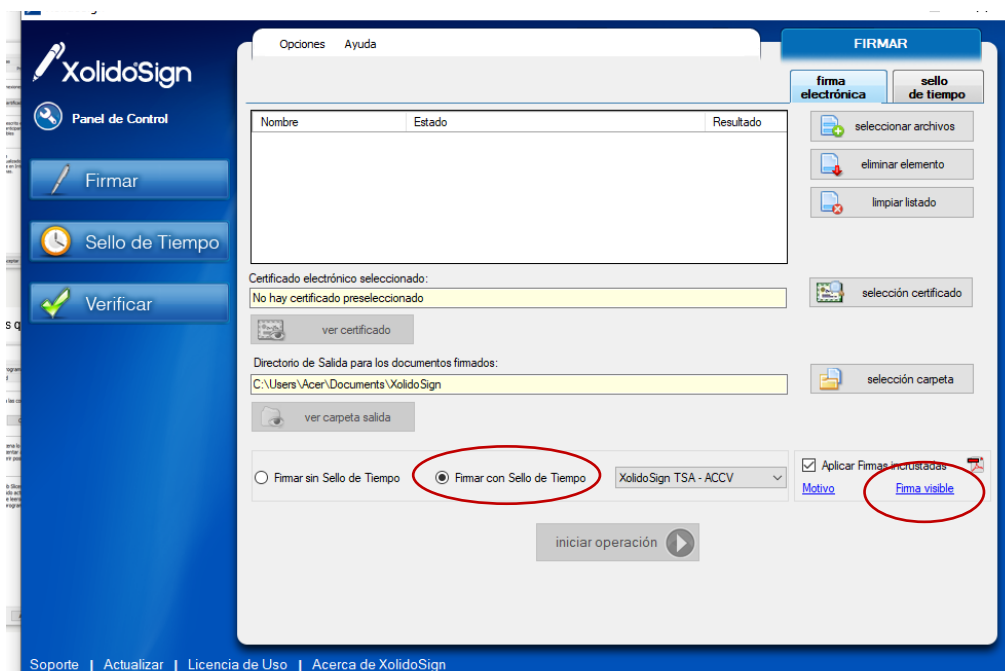 XolidoSign
Panel de Control
Firmar
Sello de Tiempo
Verificar
Opciones Ayuda
FIRMAR
firma electrónica
sello de tiempo
Nombre Estado Resultado
seleccionar archivos
eliminar elemento
limpiar listado
Certificado electrónico seleccionado:
No hay certificado preseleccionado
selección certificado
ver certificado
Directorio de Salida para los documentos firmados:
C:\Users\Acer\Documents\XolidoSign
selección carpeta
ver carpeta salida
Firmar sin Sello de Tiempo
Firmar con Sello de Tiempo
XolidoSign TSA - ACCV
Aplicar Firmas incrustadas
Motivo
Firma visible
iniciar operación
Soporte | Actualizar | Licencia de Uso | Acerca de XolidoSign